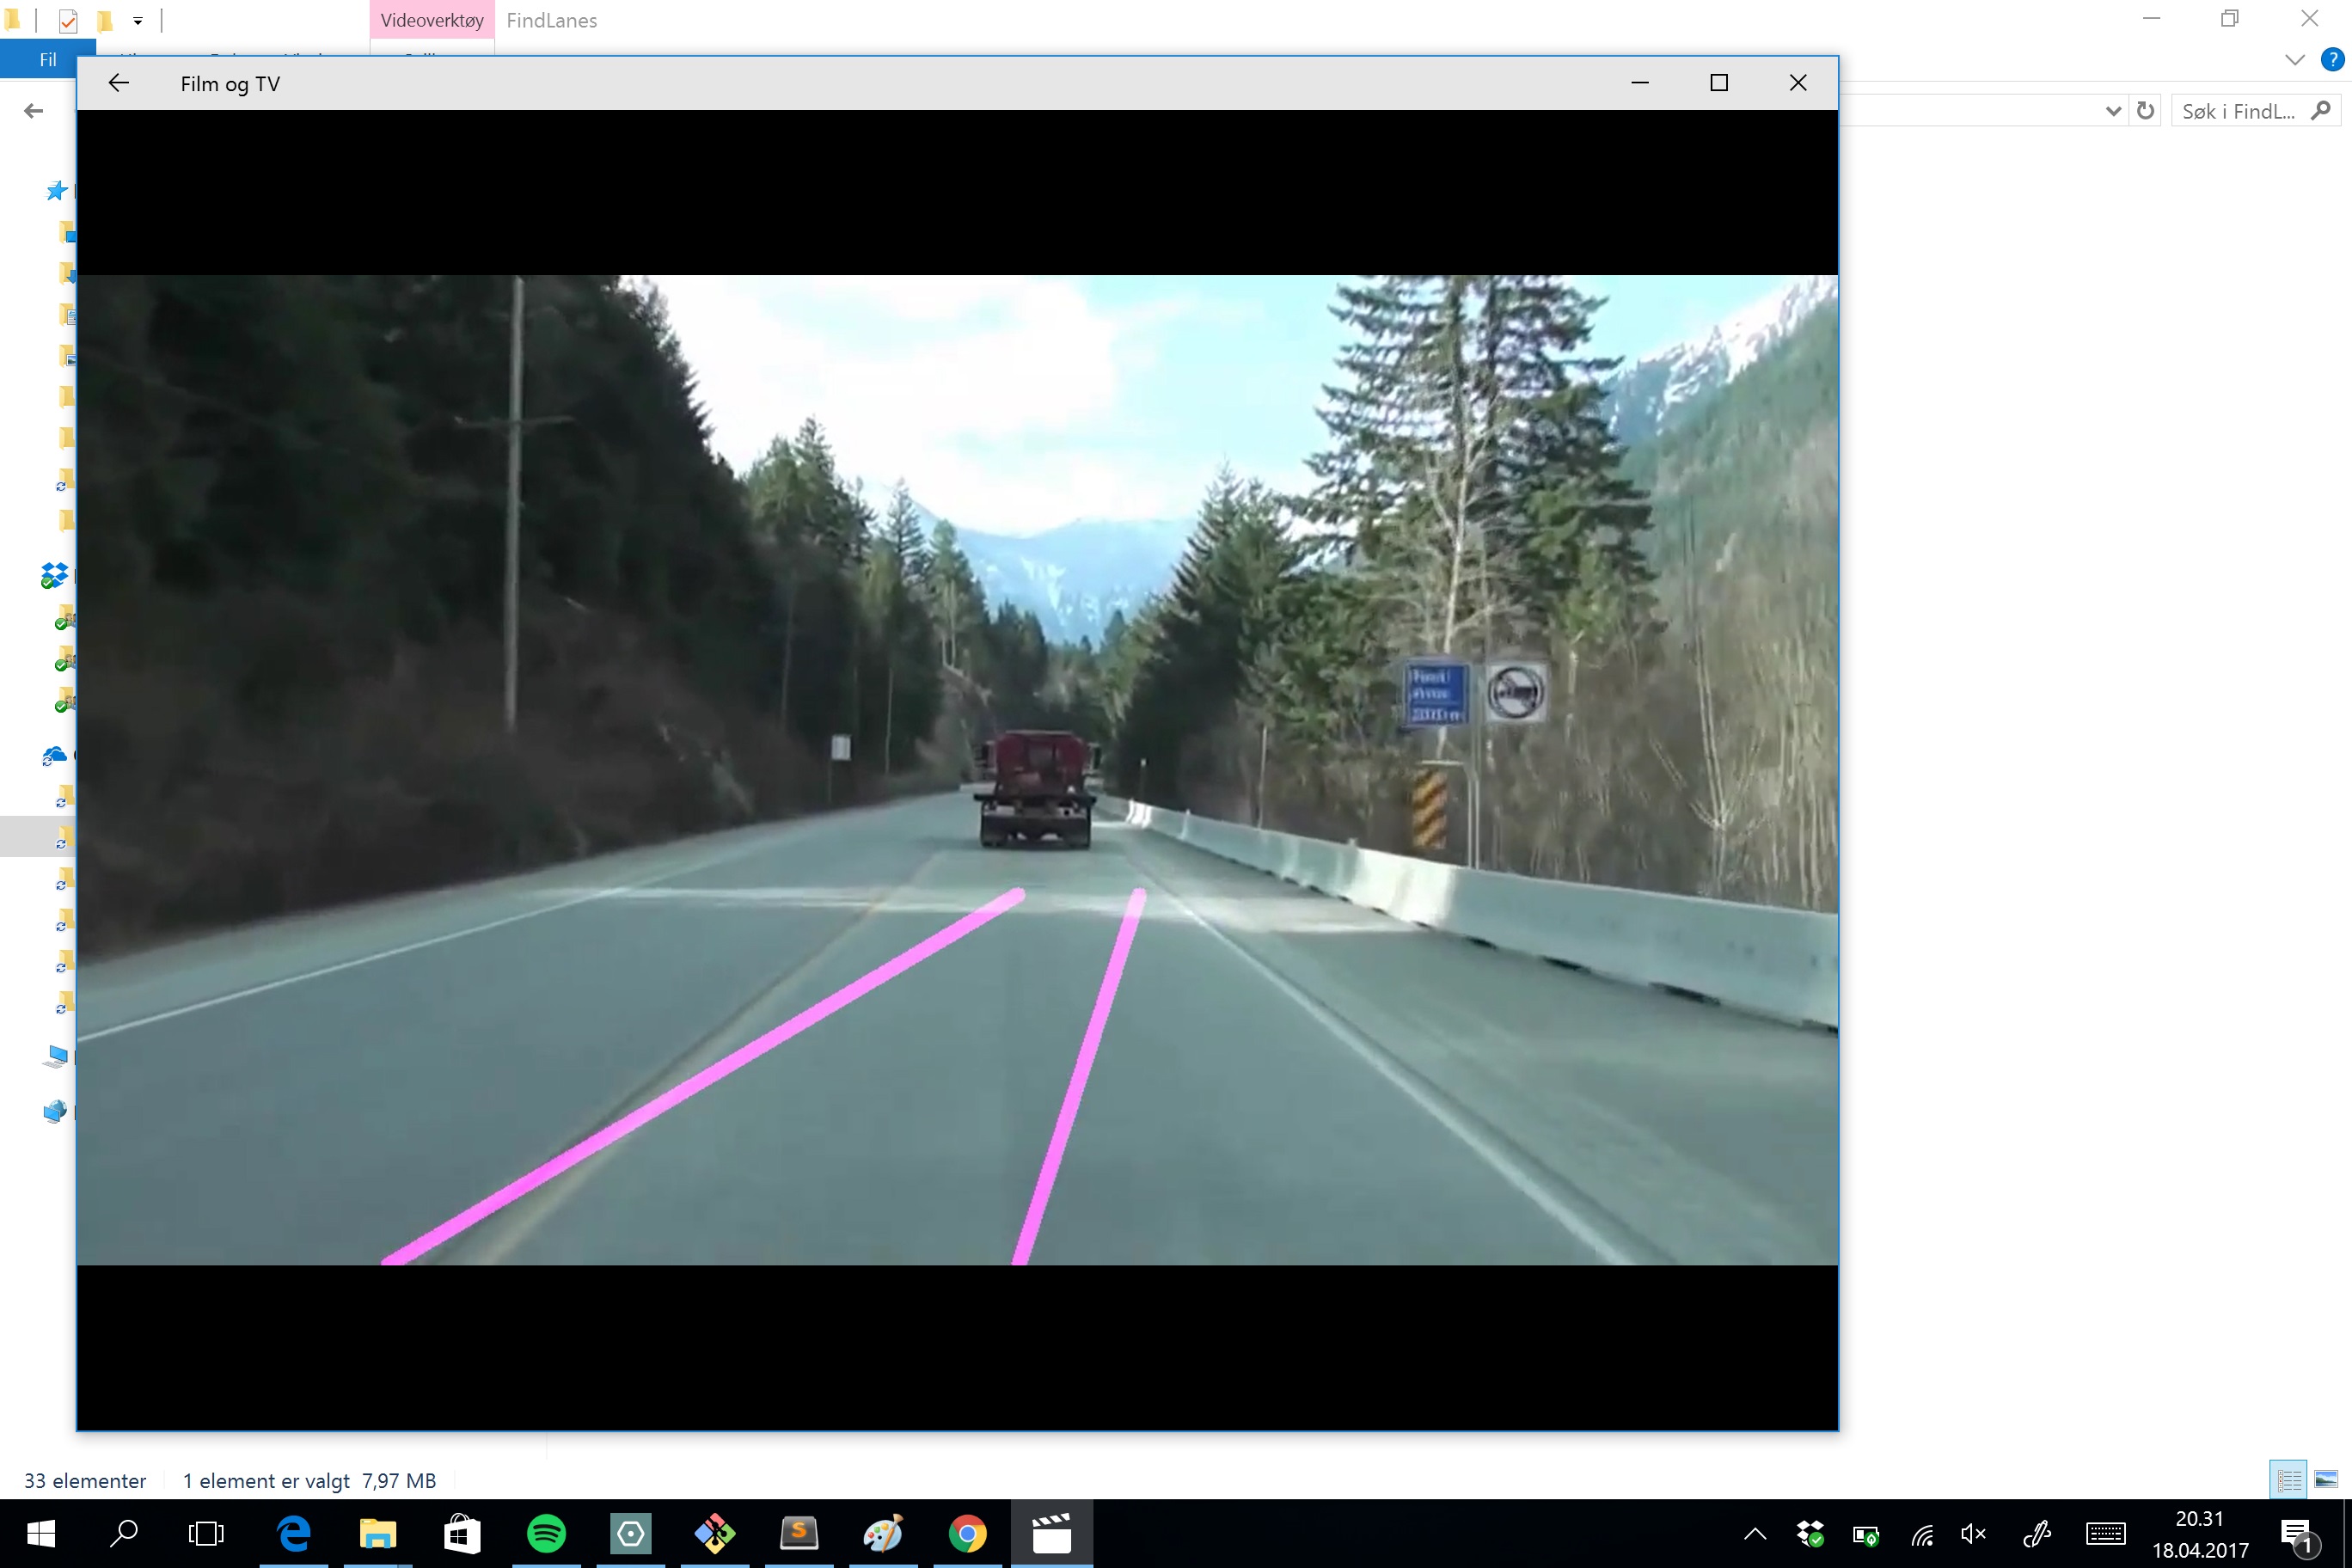 Videoverktøy
FindLanes
Fil
Film og TV
Søk i FindL...
33 elementer
1 element er valgt 7,97 MB
20.31
18.04.2017
1